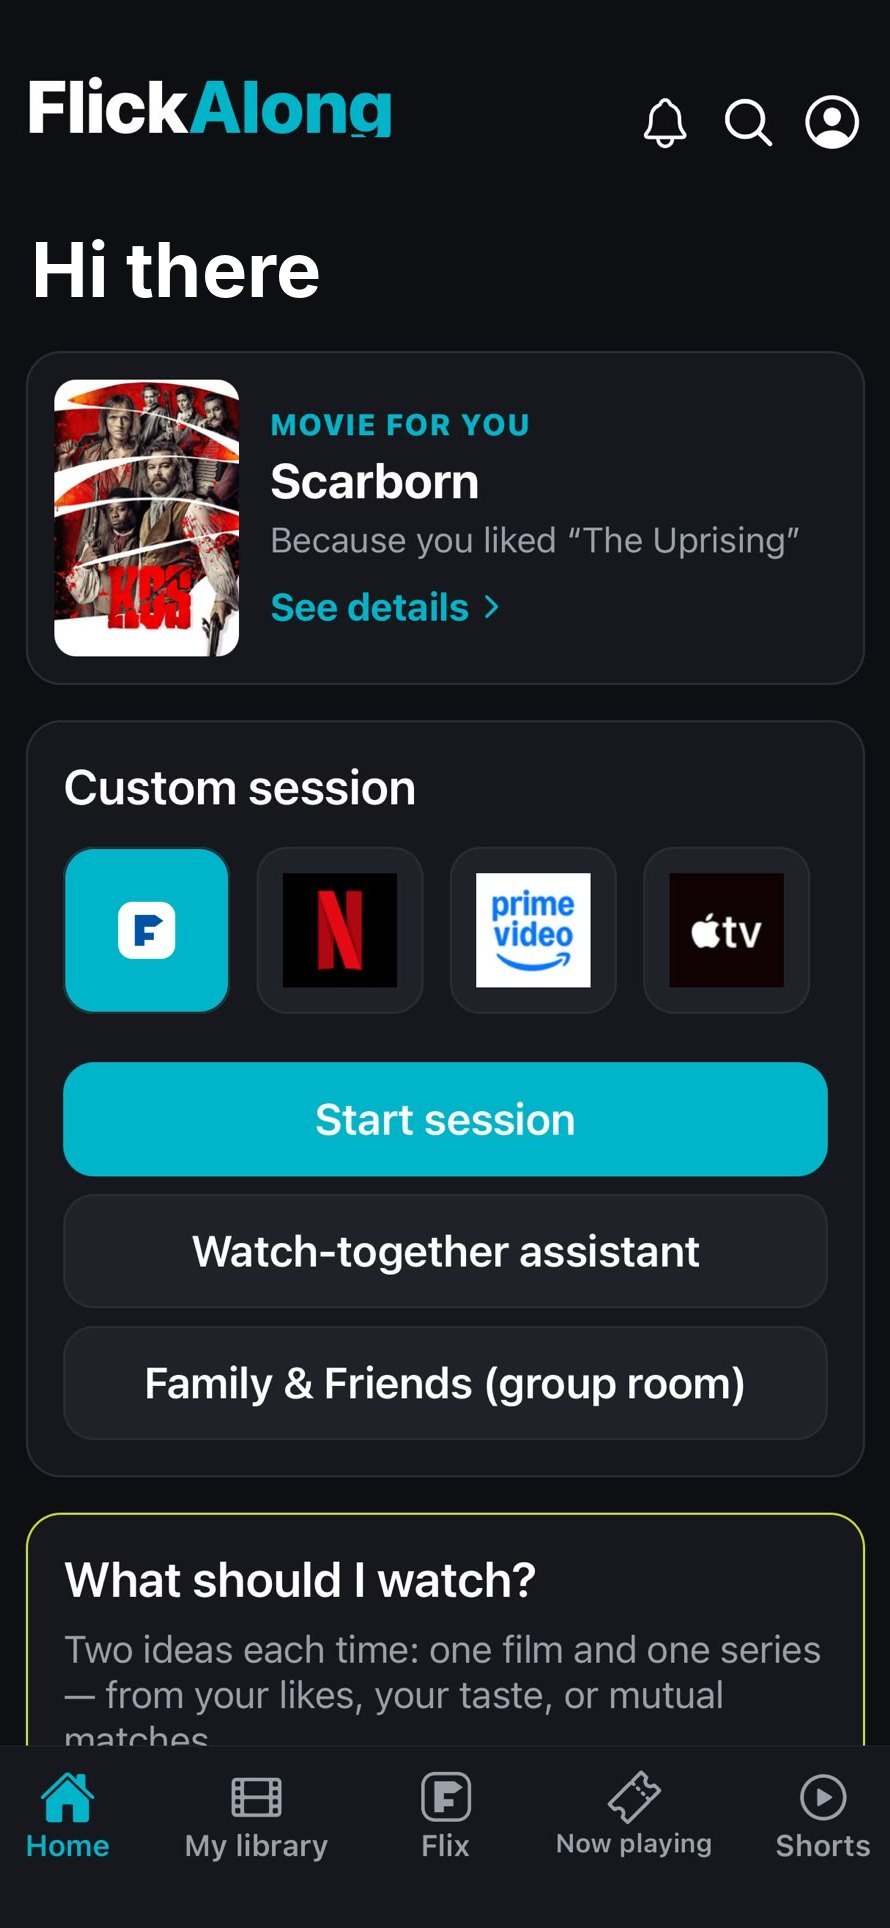 FlickAlong
Hi there
MOVIE FOR YOU
Scarborn
Because you liked “The Uprising”
See details
KOS
Custom session
F
N
prime
video
tv
Start session
Watch-together assistant
Family & Friends (group room)
What should I watch?
Two ideas each time: one film and one series
— from your likes, your taste, or mutual
matches
F
Home
My library
Flix
Now playing
Shorts